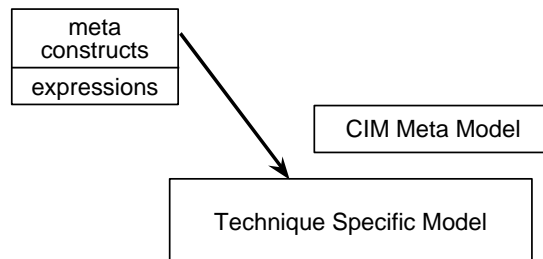 meta
constructs
expressions
CIM Meta Model
Technique Specific Model